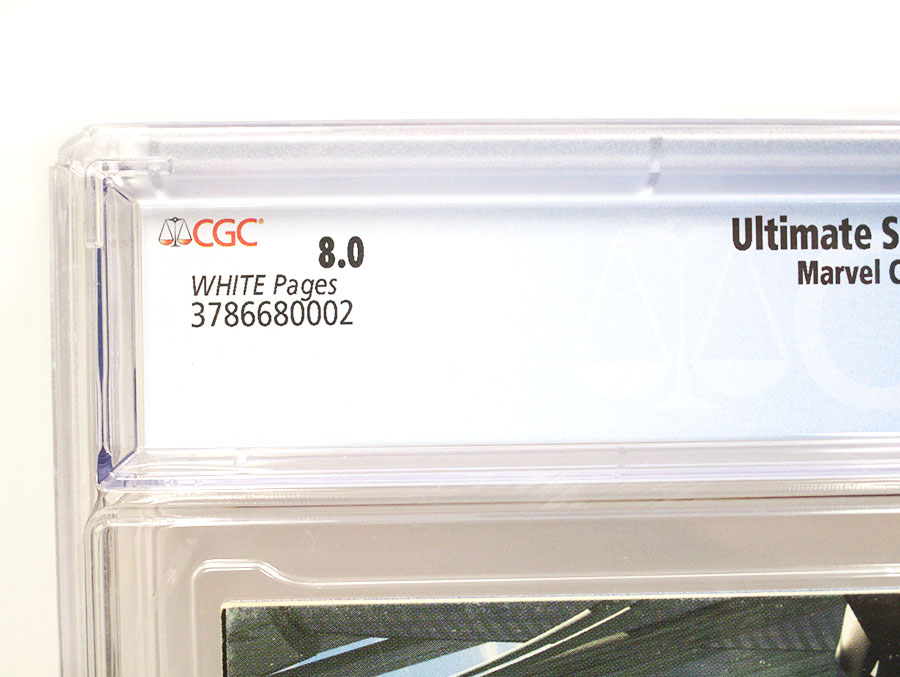 CGC
8.0
WHITE Pages
3786680002
Ultimate
Marvel